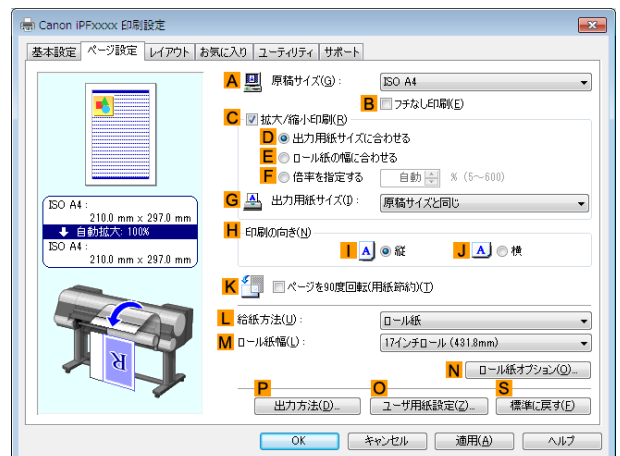 Canon iPFxxxx 印刷設定
基本設定 ページ設定 レイアウト お気に入り ユーティリティ サポート
A 原稿サイズ(G): ISO A4
B フチなし印刷(E)
C 拡大/縮小印刷(R)
D 出力用紙サイズに合わせる
E ロール紙の幅に合わせる
F 倍率を指定する 自動 % (5～600)
G 出力用紙サイズ(I): 原稿サイズと同じ
ISO A4:
210.0 mm x 297.0 mm
自動拡大: 100%
ISO A4:
210.0 mm x 297.0 mm
H 印刷の向き(N)
I A 縦 J A 横
K ページを90度回転(用紙節約)(T)
L 給紙方法(U): ロール紙
M ロール紙幅(L): 17インチロール (431.8mm)
R
N ロール紙オプション(O)...
P O S
出力方法(D)... ユーザ用紙設定(Z)... 標準に戻す(F)
OK キャンセル 適用(A) ヘルプ